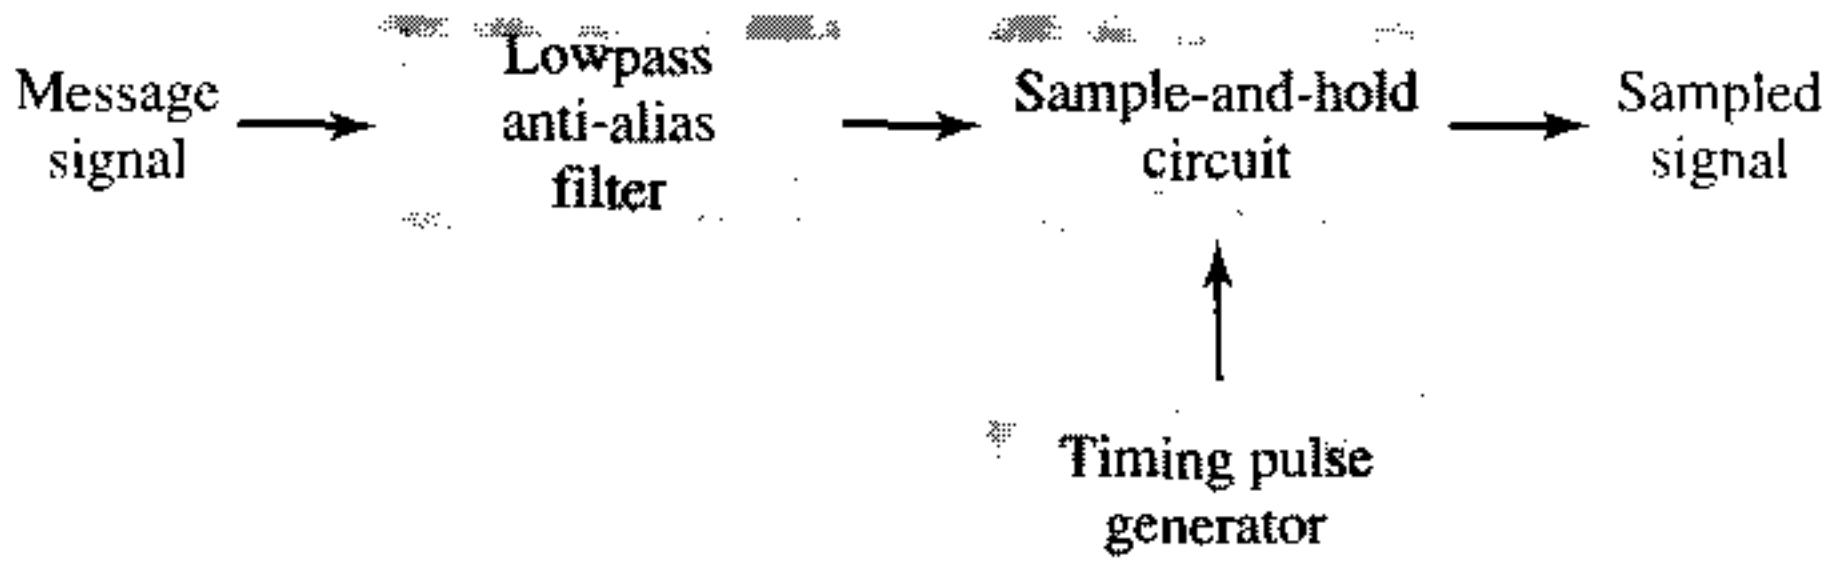 Message
signal
Lowpass
anti-alias
filter
Sample-and-hold
circuit
Sampled
signal
Timing pulse
generator